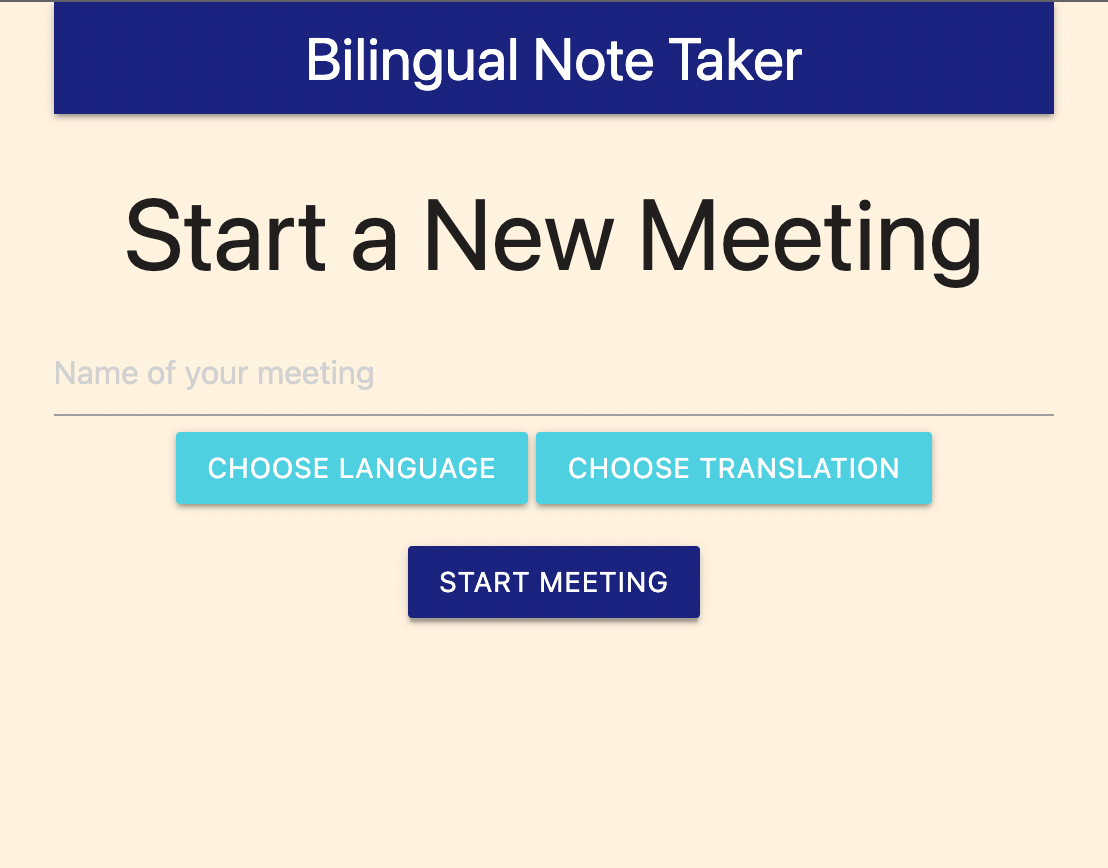 Bilingual Note Taker
Start a New Meeting
Name of your meeting
CHOOSE LANGUAGE CHOOSE TRANSLATION
START MEETING